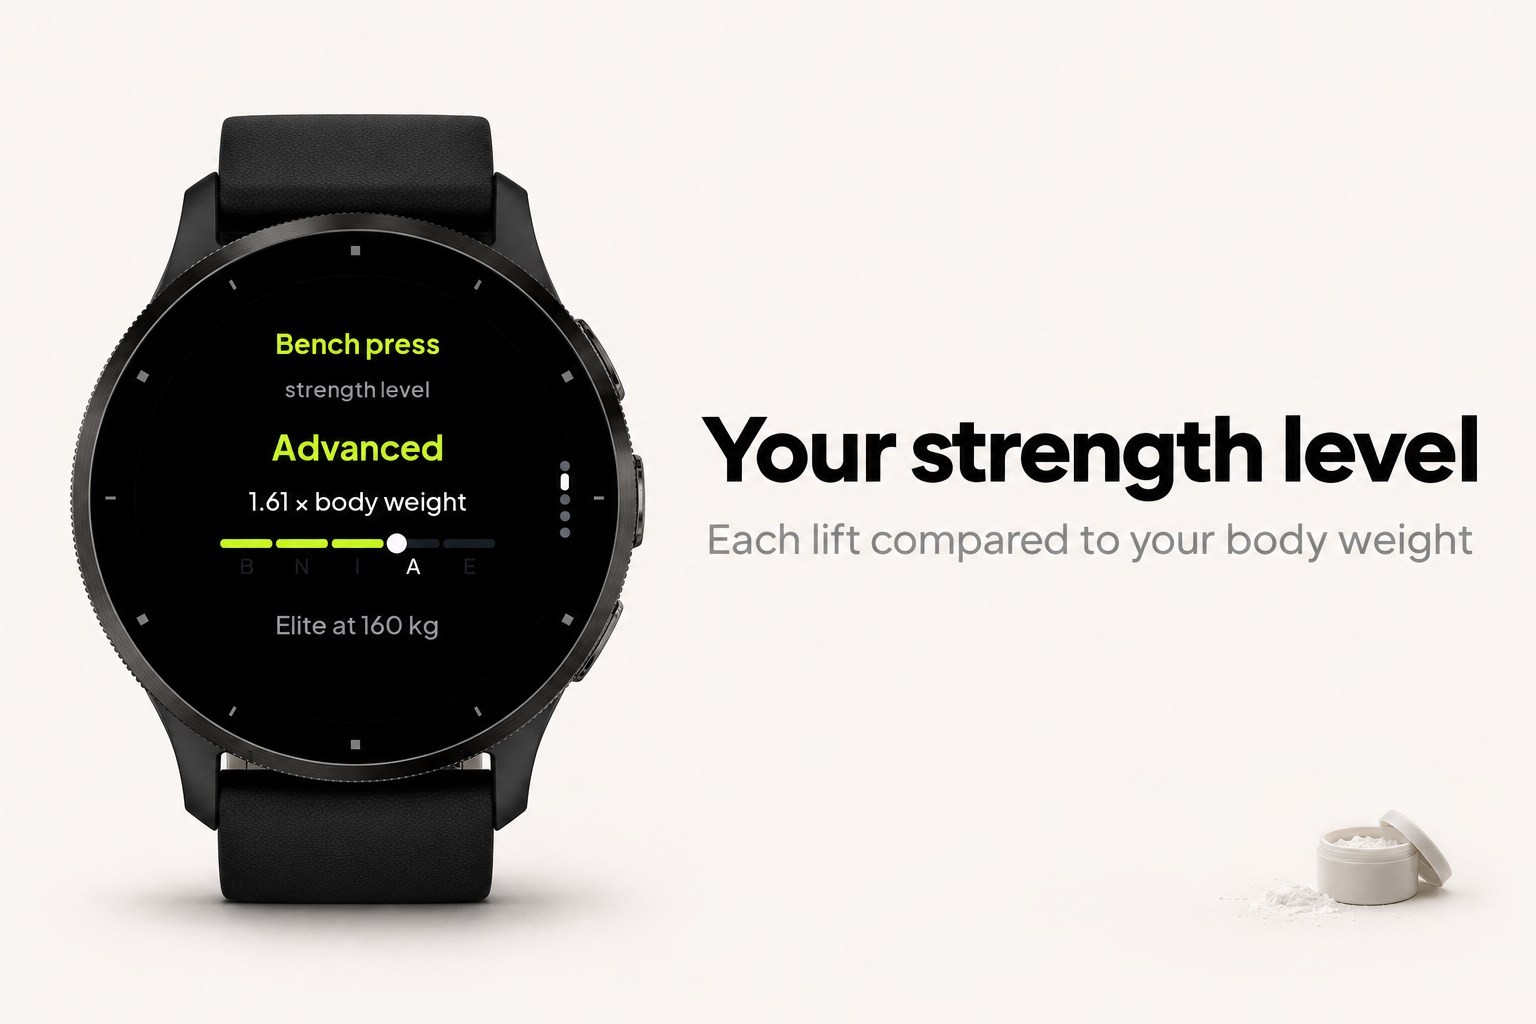 Bench press
strength level
Advanced
1.61 × body weight
B N I A E
Elite at 160 kg
Your strength level
Each lift compared to your body weight